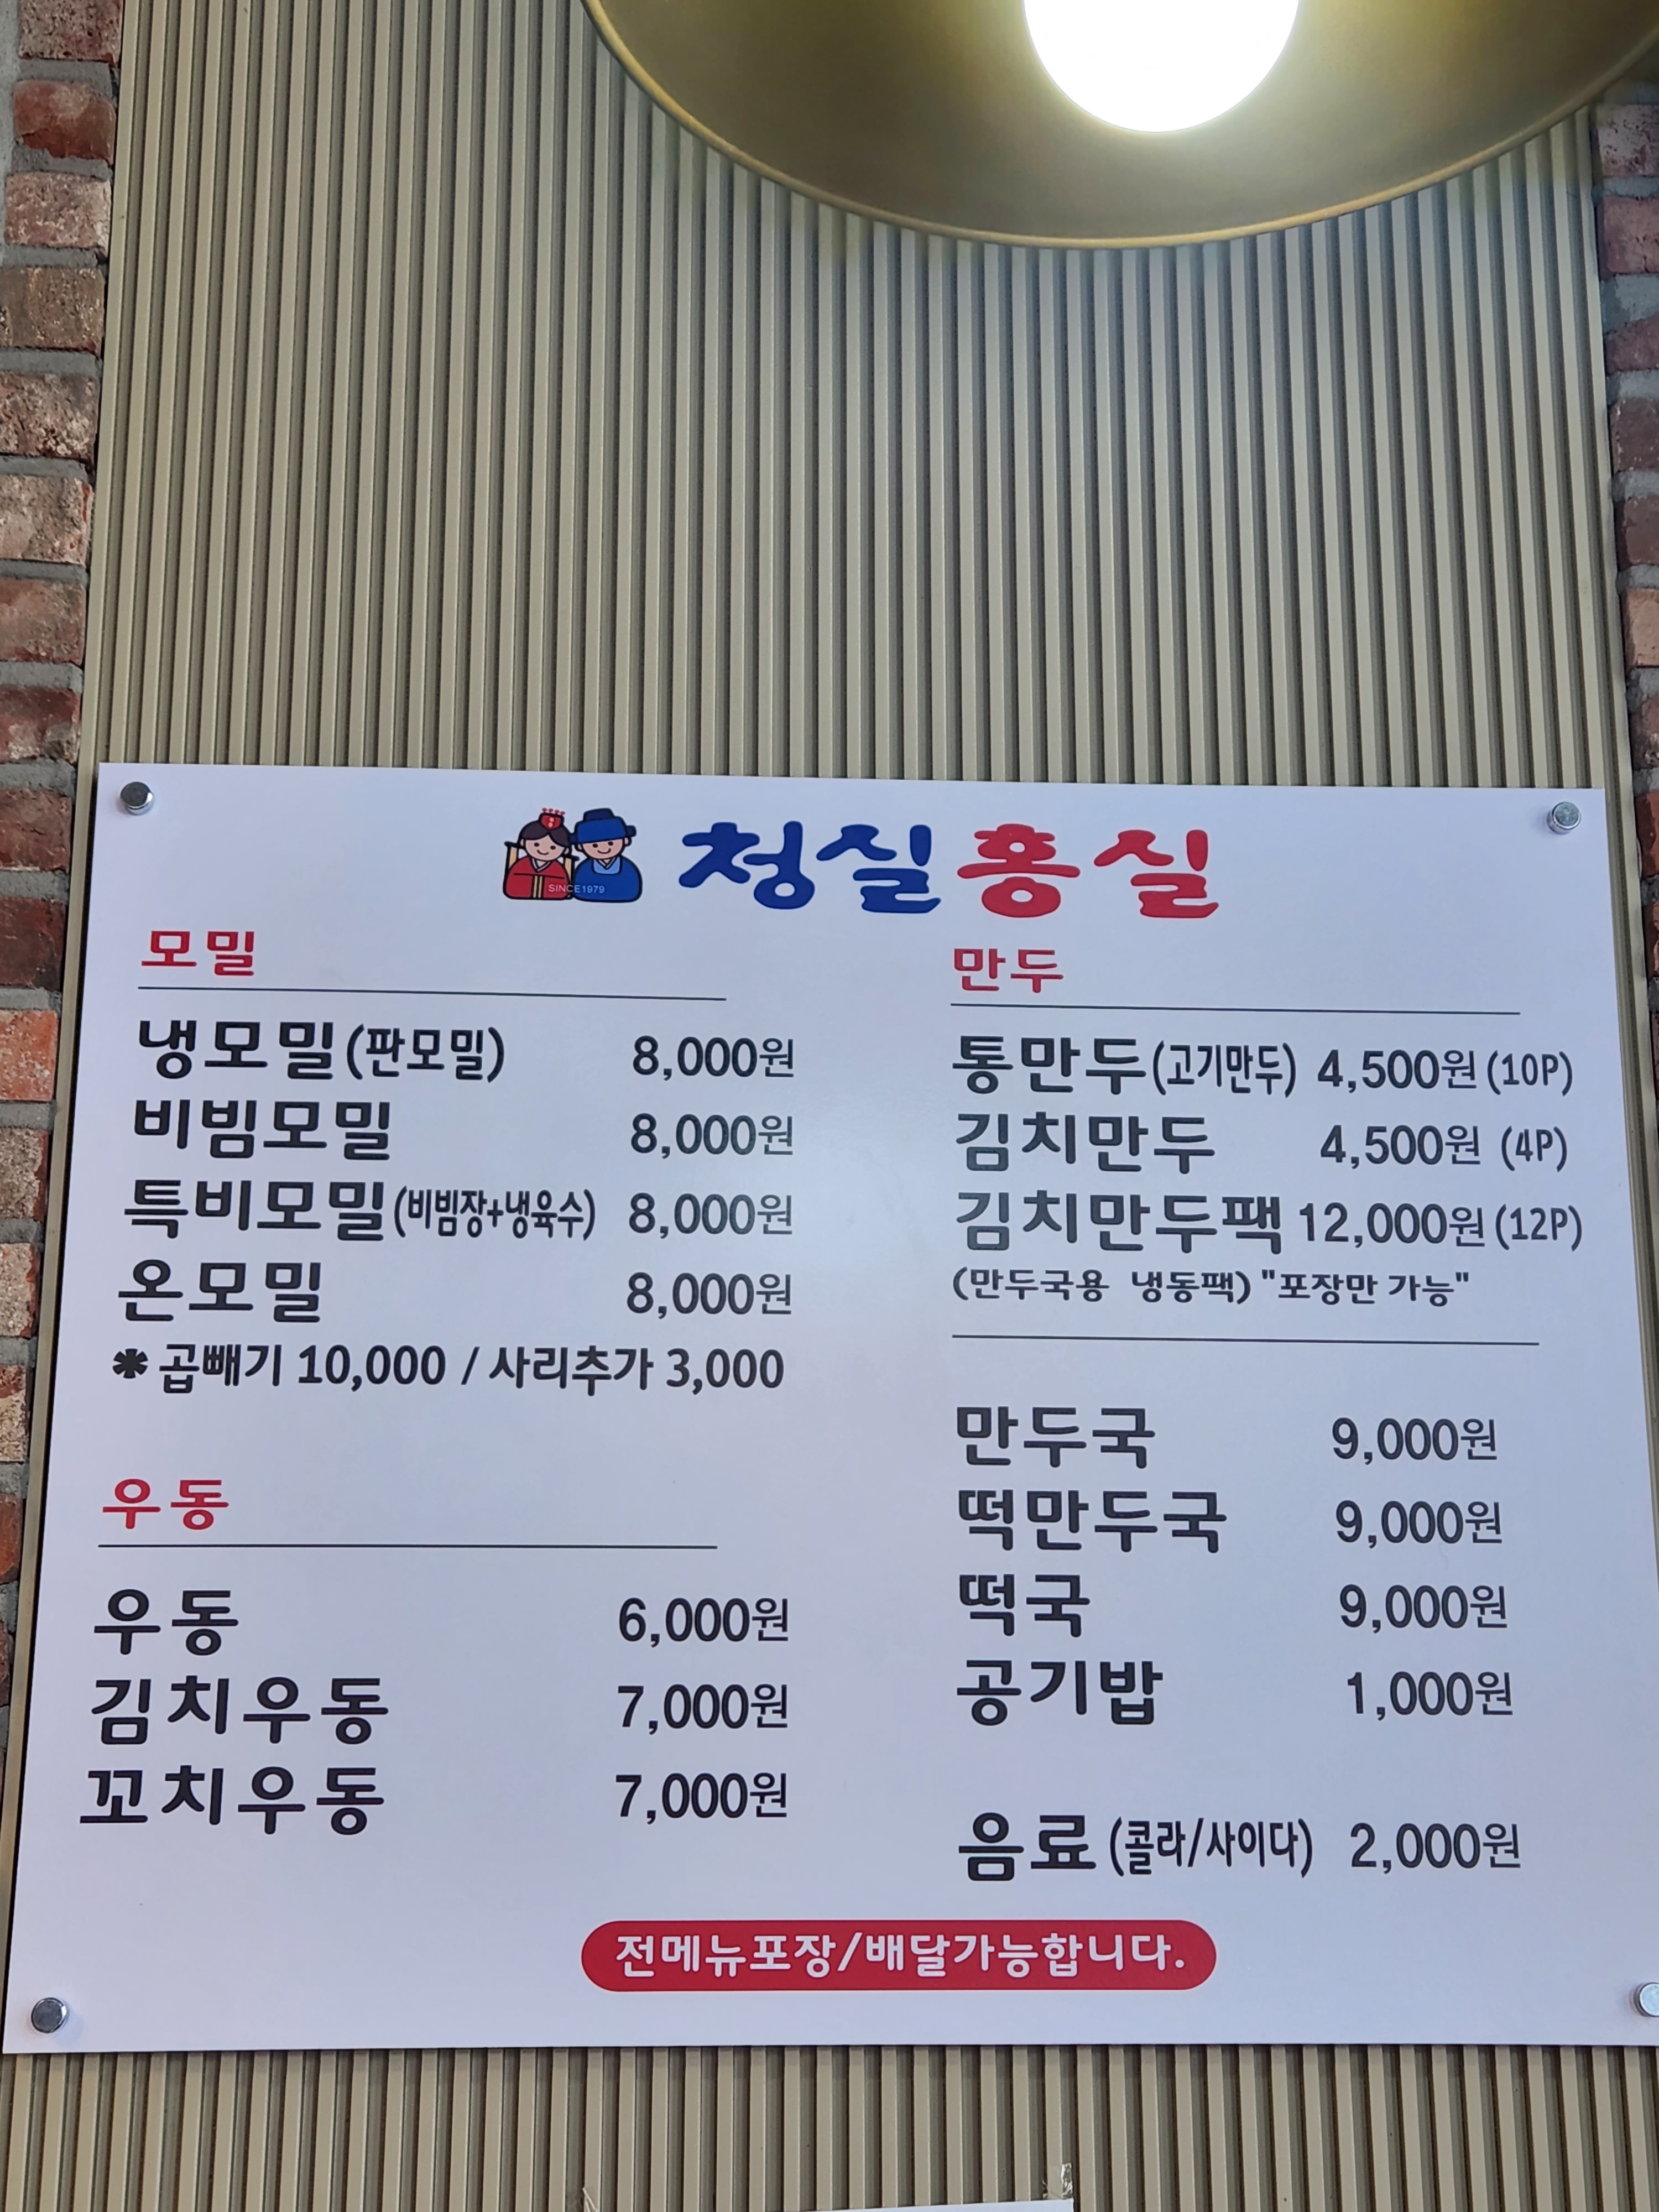 SINCE1979
청실홍실
모밀
냉모밀(판모밀) 8,000원
비빔모밀 8,000원
특비모밀(비빔장+냉육수) 8,000원
온모밀 8,000원
✱곱빼기 10,000 / 사리추가 3,000
우동
우동 6,000원
김치우동 7,000원
꼬치우동 7,000원
만두
통만두(고기만두) 4,500원(10P)
김치만두 4,500원 (4P)
김치만두팩 12,000원(12P)
(만두국용 냉동팩) "포장만 가능"
만두국 9,000원
떡만두국 9,000원
떡국 9,000원
공기밥 1,000원
음료(콜라/사이다) 2,000원
전메뉴포장/배달가능합니다.